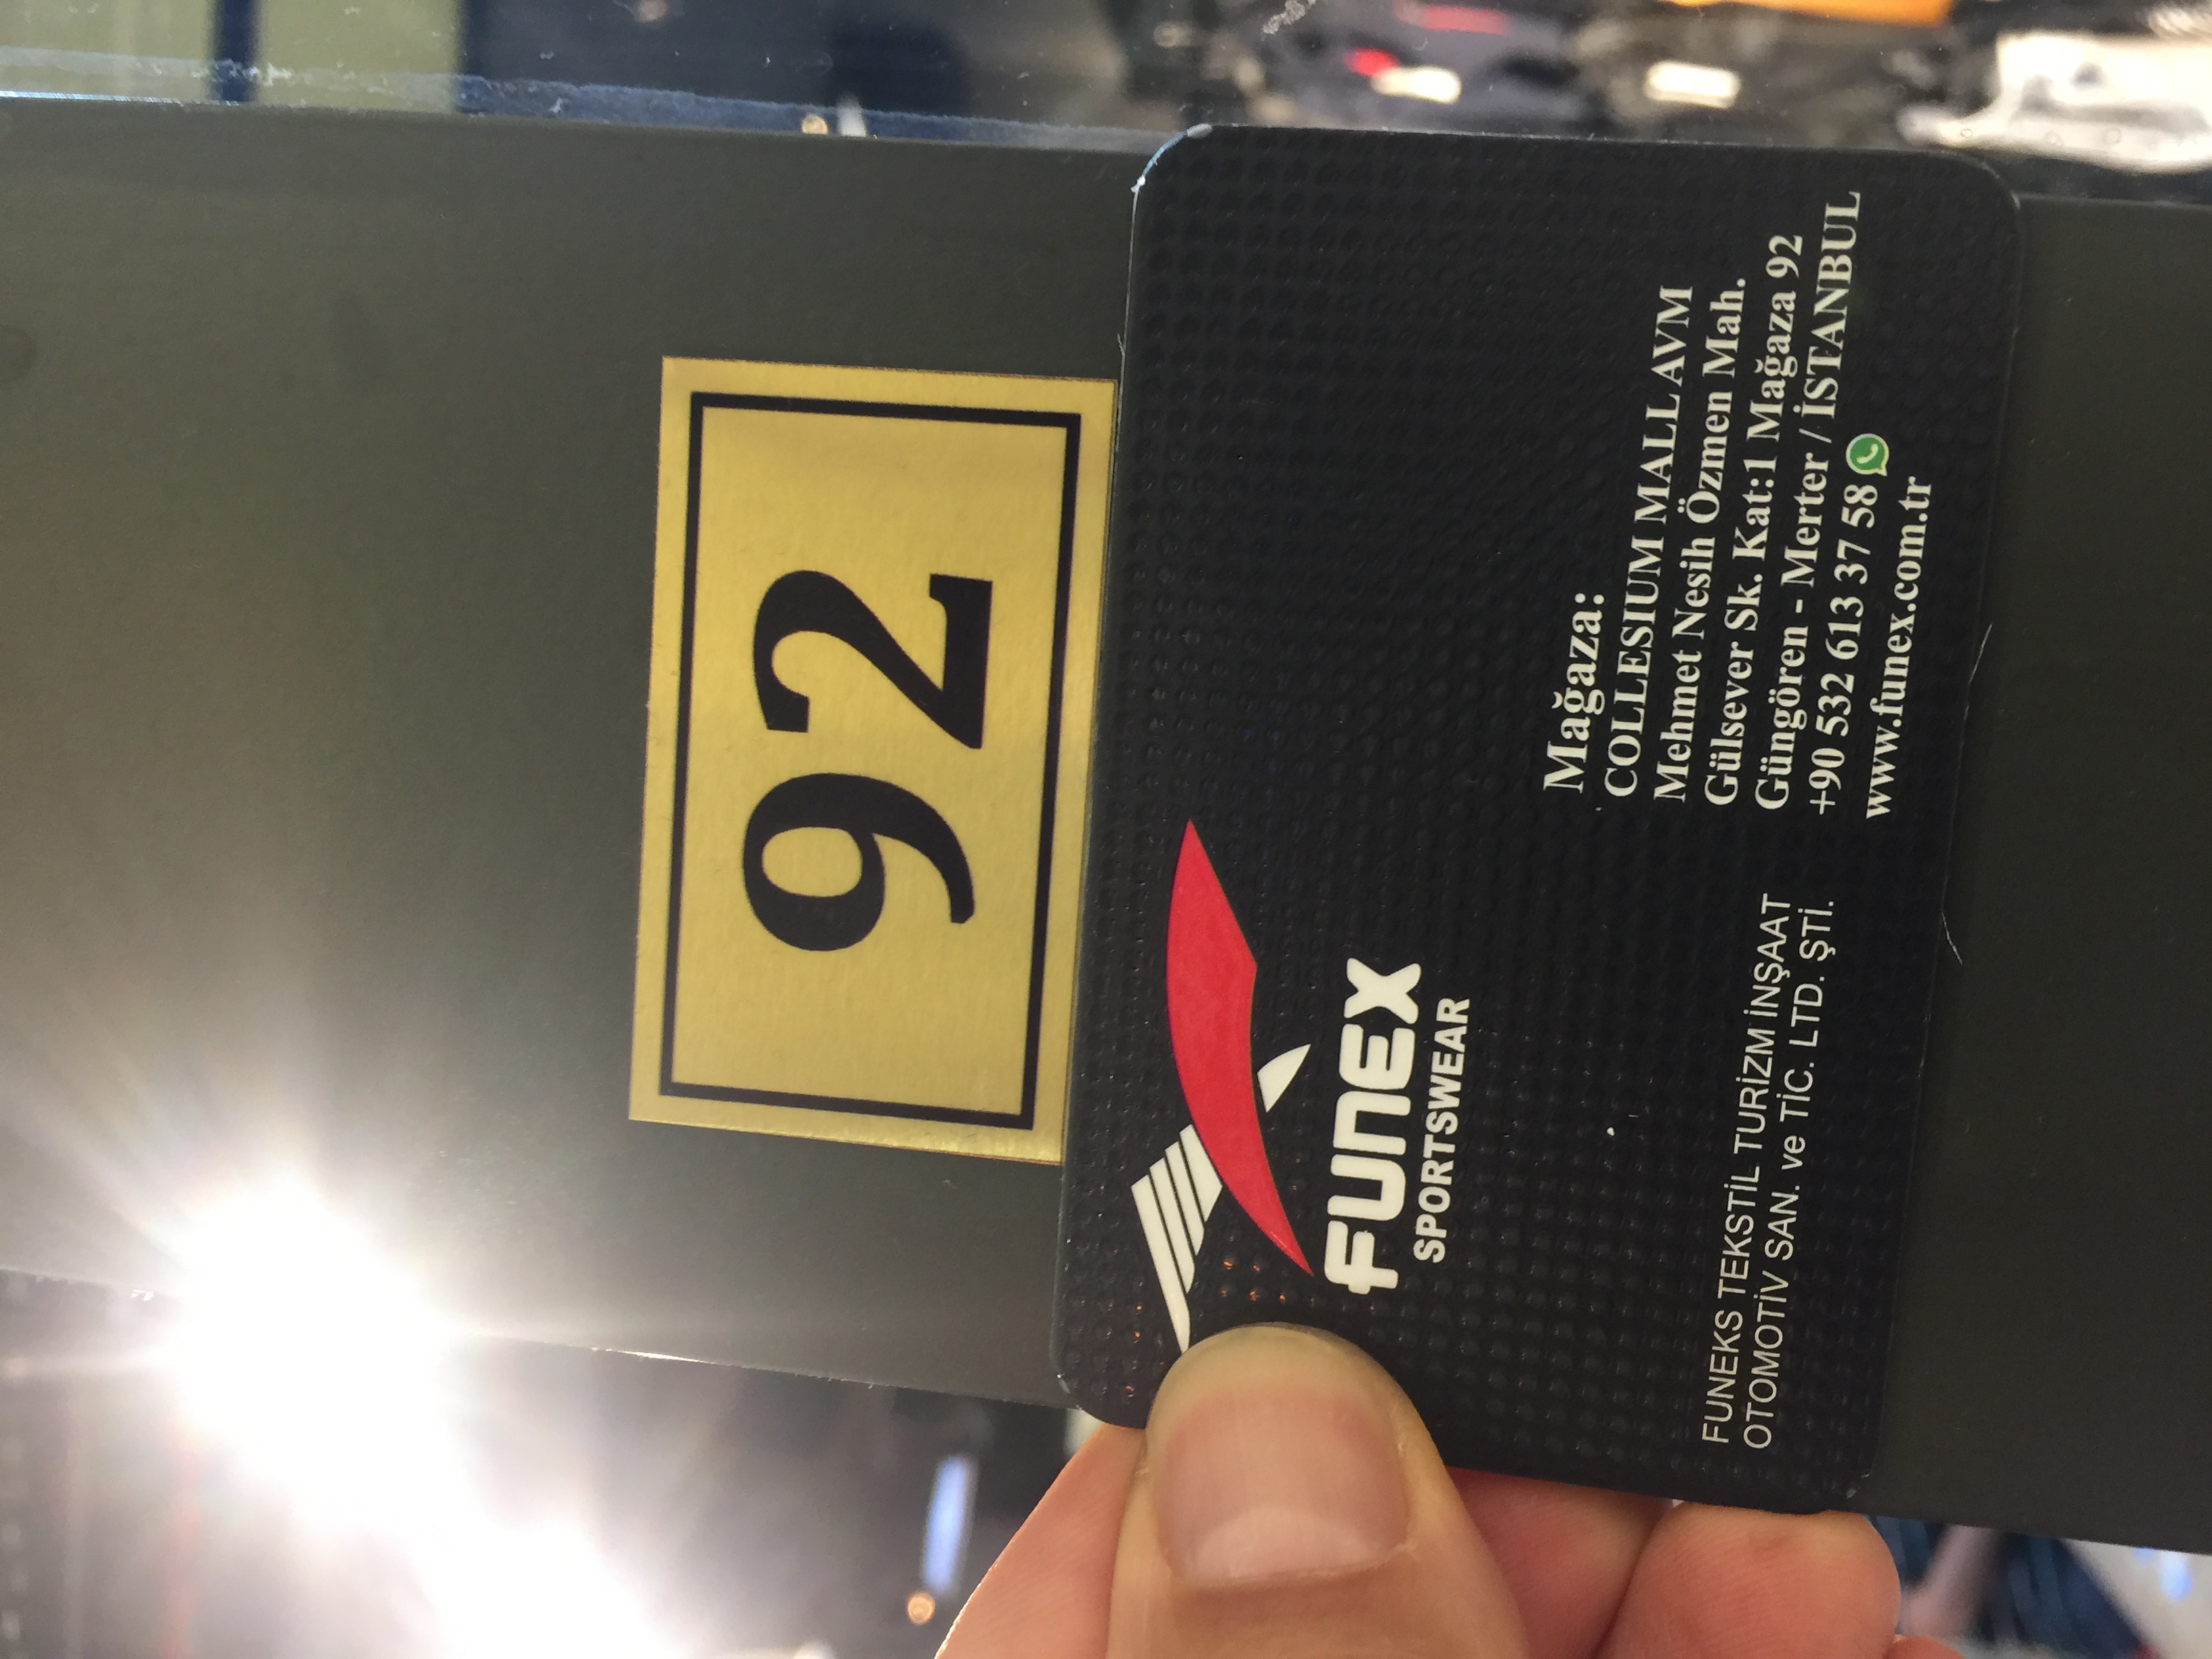 92
FUNEX
SPORTSWEAR
FUNEKS TEKSTİL TURİZM İNŞAAT
OTOMOTİV SAN. ve TİC. LTD. ŞTİ.
Mağaza:
COLLESIUM MALL AVM
Mehmet Nesih Özmen Mah.
Gülsever Sk. Kat:1 Mağaza 92
Güngören - Merter / İSTANBUL
+90 532 613 37 58
www.funex.com.tr